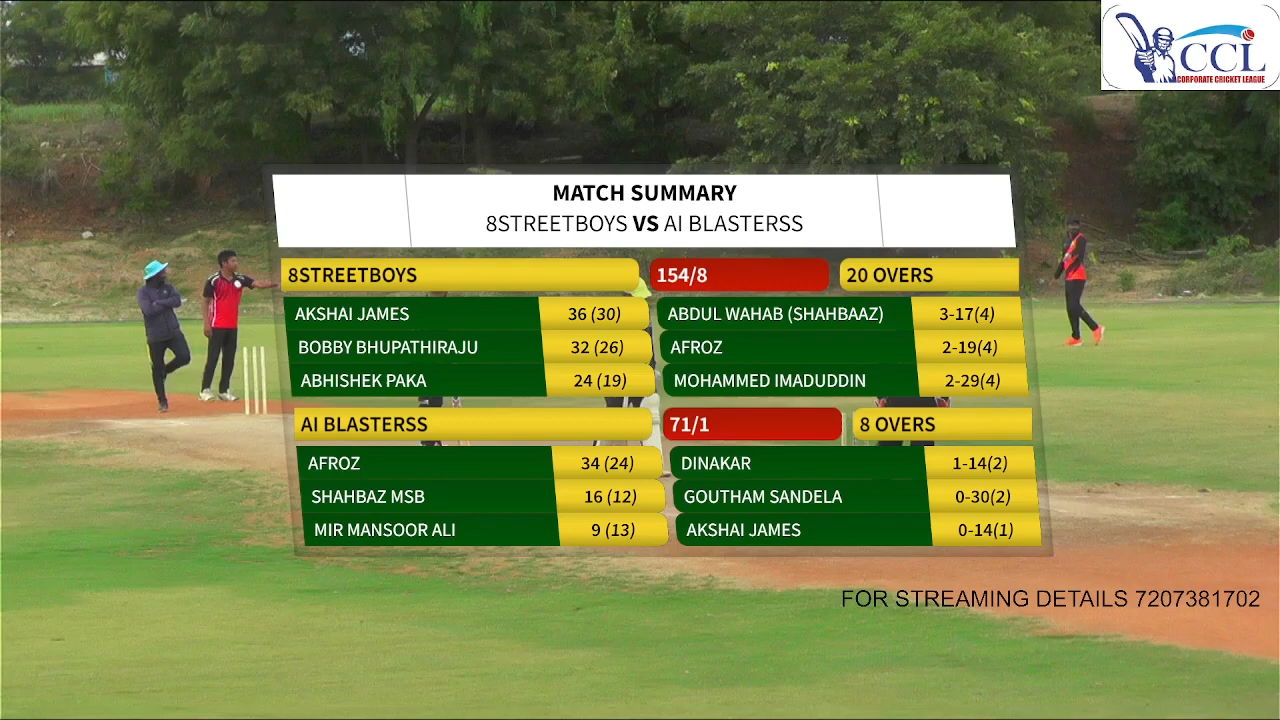 CCL
CORPORATE CRICKET LEAGUE
MATCH SUMMARY
8STREETBOYS VS AI BLASTERSS
8STREETBOYS 154/8 20 OVERS
AKSHAI JAMES 36 (30) ABDUL WAHAB (SHAHBAAZ) 3-17(4)
BOBBY BHUPATHIRAJU 32 (26) AFROZ 2-19(4)
ABHISHEK PAKA 24 (19) MOHAMMED IMADUDDIN 2-29(4)
AI BLASTERSS 71/1 8 OVERS
AFROZ 34 (24) DINAKAR 1-14(2)
SHAHBAZ MSB 16 (12) GOUTHAM SANDELA 0-30(2)
MIR MANSOOR ALI 9 (13) AKSHAI JAMES 0-14(1)
FOR STREAMING DETAILS 7207381702